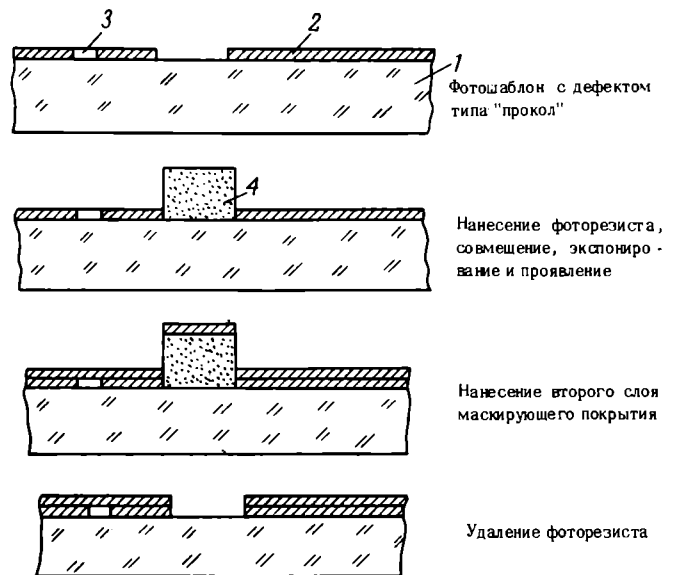 3
2
1
Фотошаблон с дефектом
типа "прокол"
4
Нанесение фоторезиста,
совмещение, экспониро-
вание и проявление
Нанесение второго слоя
маскирующего покрытия
Удаление фоторезиста